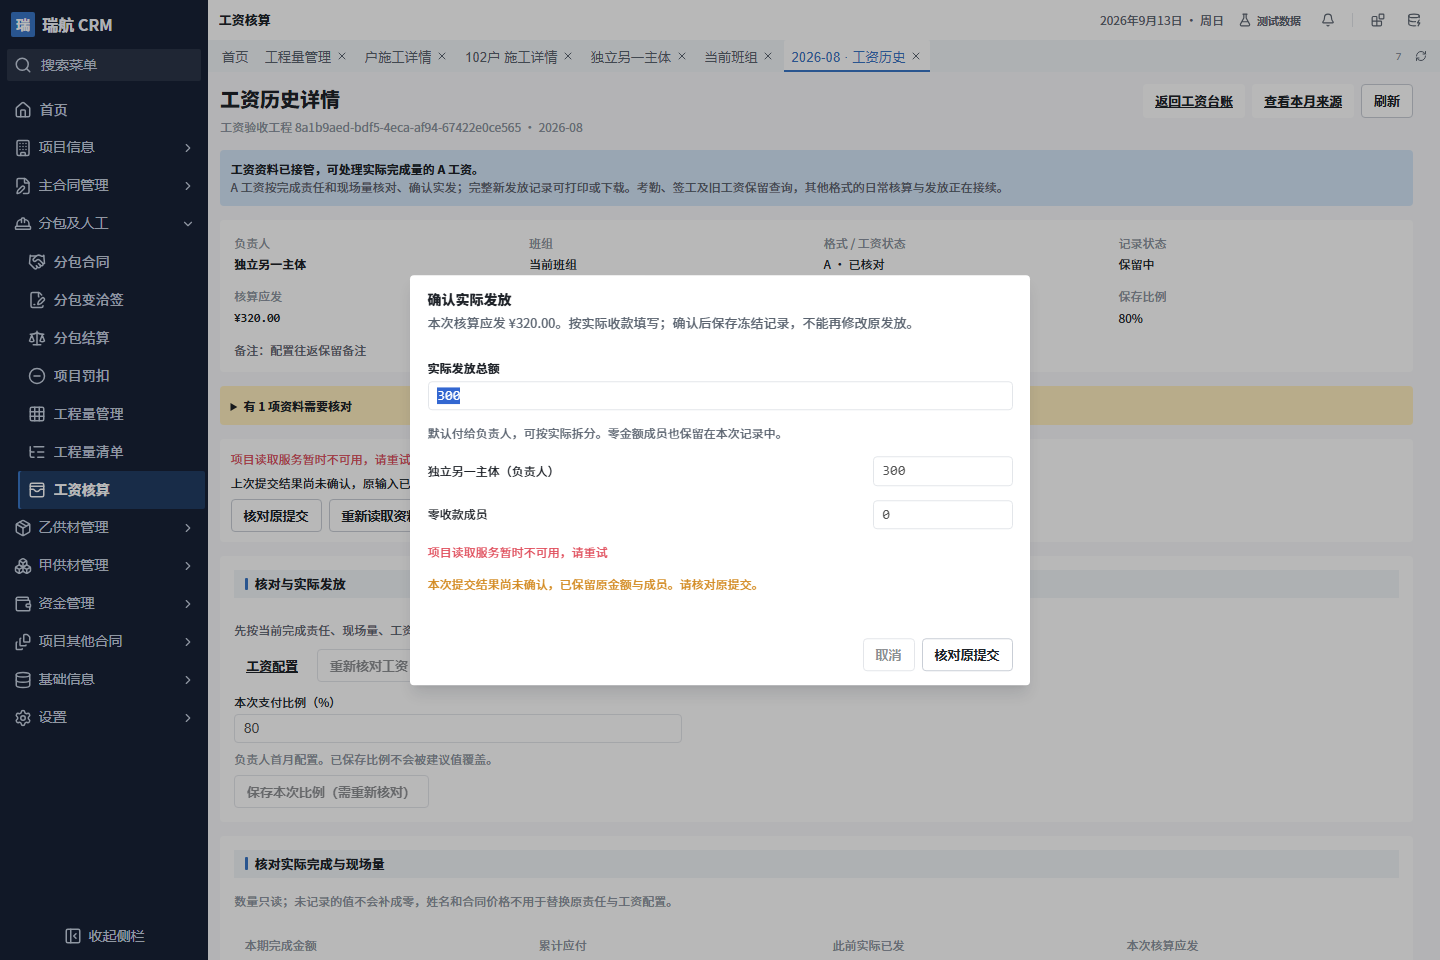 瑞 瑞航 CRM
搜索菜单
首页
项目信息
主合同管理
分包及人工
分包合同
分包变洽签
分包结算
项目罚扣
工程量管理
工程量清单
工资核算
乙供材管理
甲供材管理
资金管理
项目其他合同
基础信息
设置
收起侧栏
工资核算
2026年9月13日 • 周日 测试数据
首页 工程量管理 户施工详情 102户 施工详情 独立另一主体 当前班组 2026-08 · 工资历史 7
工资历史详情
工资验收工程 8a1b9aed-bdf5-4eca-af94-67422e0ce565 • 2026-08
返回工资台账 查看本月来源 刷新
工资资料已接管，可处理实际完成量的 A 工资。
A 工资按完成责任和现场量核对、确认实发；完整新发放记录可打印或下载。考勤、签工及旧工资保留查询，其他格式的日常核算与发放正在接续。
负责人 班组 格式 / 工资状态 记录状态
独立另一主体 当前班组 A • 已核对 保留中
核算应发 保存比例
¥320.00 80%
备注：配置往返保留备注
有 1 项资料需要核对
项目读取服务暂时不可用，请重试
上次提交结果尚未确认，原输入已
核对原提交 重新读取资料
核对与实际发放
先按当前完成责任、现场量、工资
工资配置 重新核对工资
本次支付比例（%）
80
负责人首月配置。已保存比例不会被建议值覆盖。
保存本次比例（需重新核对）
核对实际完成与现场量
数量只读；未记录的值不会补成零，姓名和合同价格不用于替换原责任与工资配置。
本期完成金额 累计应付 此前实际已发 本次核算应发
确认实际发放
本次核算应发 ¥320.00。按实际收款填写；确认后保存冻结记录，不能再修改原发放。
实际发放总额
300
默认付给负责人，可按实际拆分。零金额成员也保留在本次记录中。
独立另一主体（负责人） 300
零收款成员 0
项目读取服务暂时不可用，请重试
本次提交结果尚未确认，已保留原金额与成员。请核对原提交。
取消 核对原提交